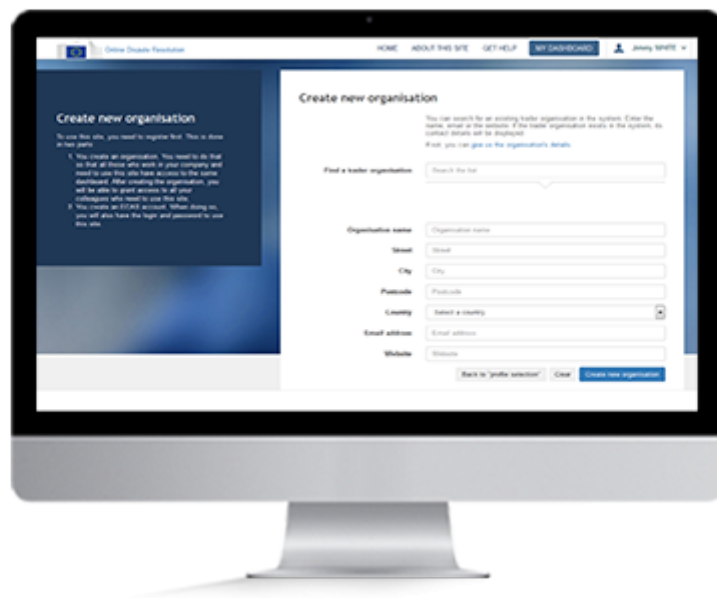 Online Dispute Resolution
HOME ABOUT THIS SITE GET HELP MY DASHBOARD Jimmy WHITE
Create new organisation
To use this site, you need to register first. This is done
in two parts
1. You create an organisation. You need to do that
so that all those who work in your company and
need to use this site have access to the same
dashboard. After creating the organisation, you
will be able to grant access to all your
colleagues who need to use this site.
2. You create an ECAS account. When doing so,
you will also have the login and password to use
this site.
Create new organisation
You can search for an existing trader organisation in the system. Enter the
name, email or the website. If the trader organisation exists in the system, its
contact details will be displayed
If not, you can give us the organisation's details.
Find a trader organisation Search the list
Organisation name Organisation name
Street Street
City City
Postcode Postcode
Country Select a country
Email address Email address
Website Website
Back to "profile selection" Clear Create new organisation